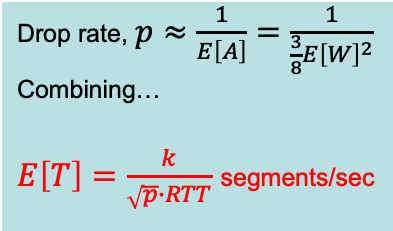 Drop rate, p ≈ 1/E[A] = 1/(3/8 E[W]²)
Combining…
E[T] = k/(√p·RTT) segments/sec